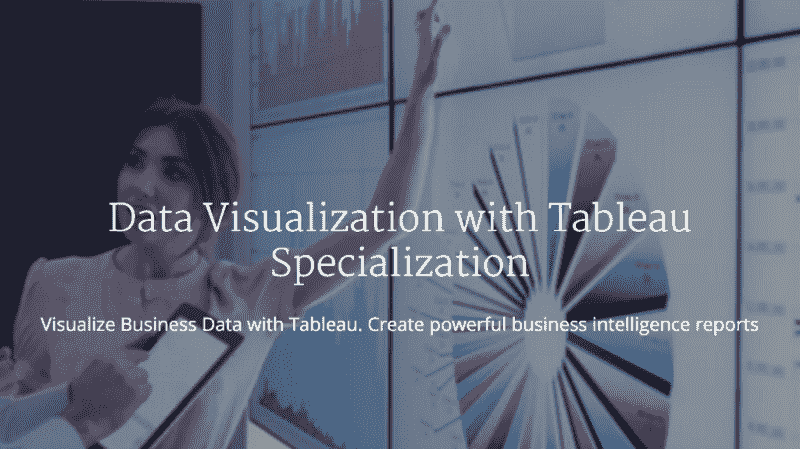 Data Visualization with Tableau
Specialization
Visualize Business Data with Tableau. Create powerful business intelligence reports